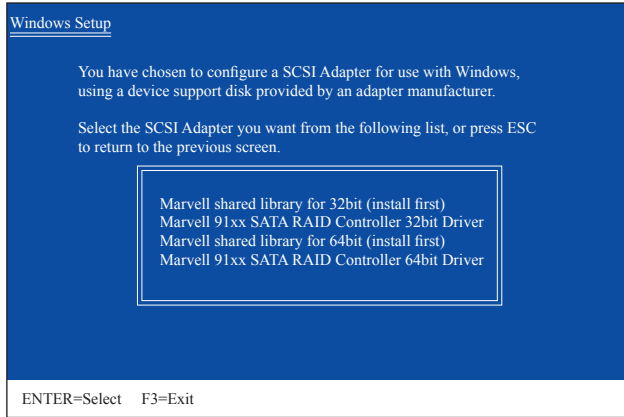 Windows Setup
You have chosen to configure a SCSI Adapter for use with Windows,
using a device support disk provided by an adapter manufacturer.
Select the SCSI Adapter you want from the following list, or press ESC
to return to the previous screen.
Marvell shared library for 32bit (install first)
Marvell 91xx SATA RAID Controller 32bit Driver
Marvell shared library for 64bit (install first)
Marvell 91xx SATA RAID Controller 64bit Driver
ENTER=Select F3=Exit